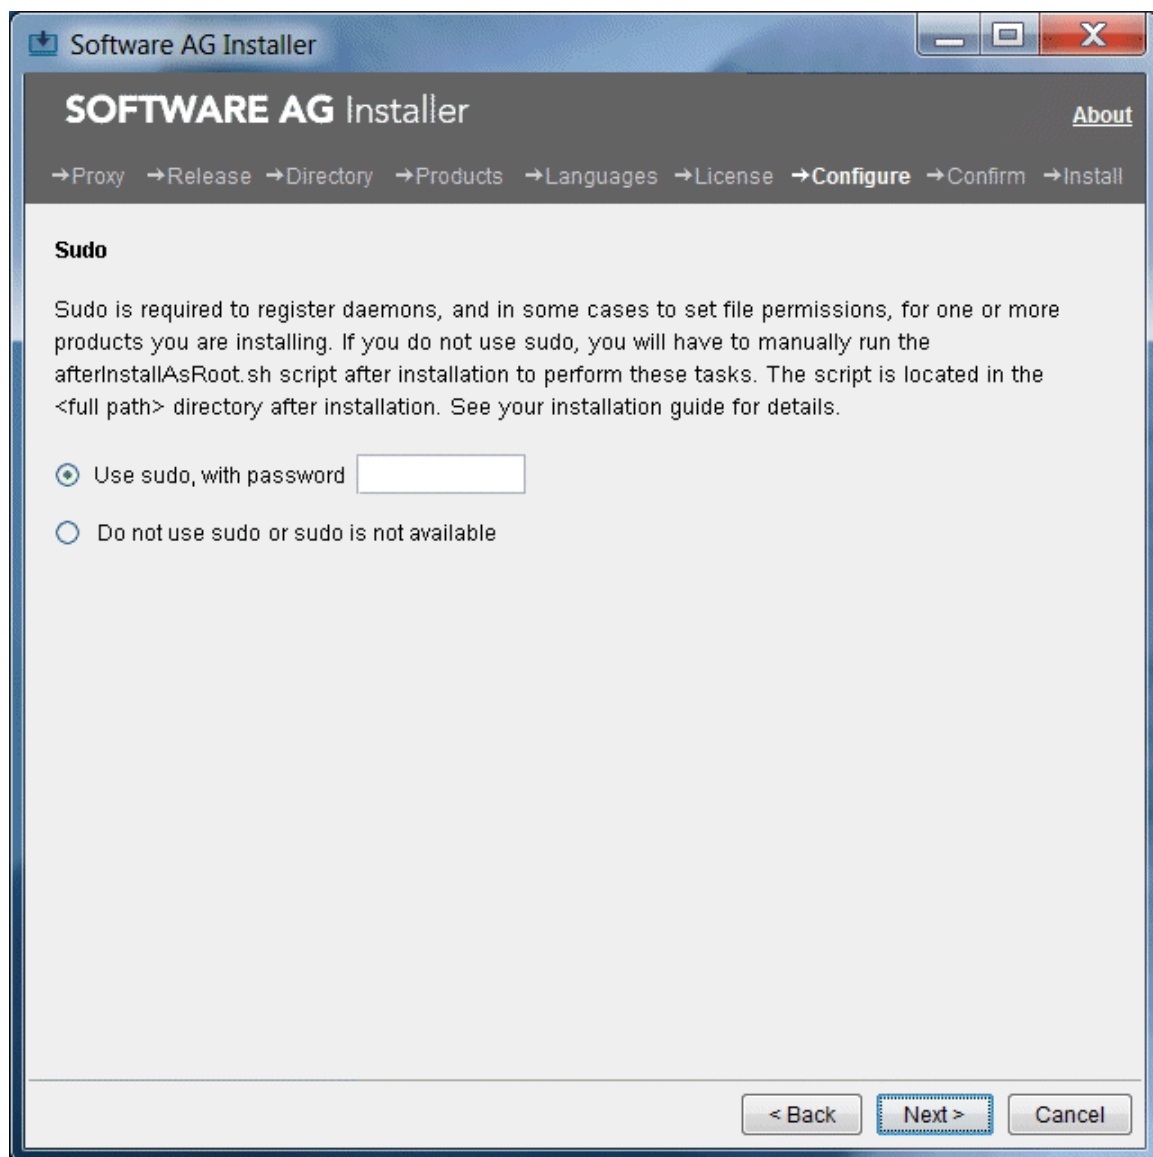 Software AG Installer
SOFTWARE AG Installer
About
→Proxy →Release →Directory →Products →Languages →License →Configure →Confirm →Install
Sudo
Sudo is required to register daemons, and in some cases to set file permissions, for one or more
products you are installing. If you do not use sudo, you will have to manually run the
afterInstallAsRoot.sh script after installation to perform these tasks. The script is located in the
<full path> directory after installation. See your installation guide for details.
Use sudo, with password
Do not use sudo or sudo is not available
< Back Next > Cancel